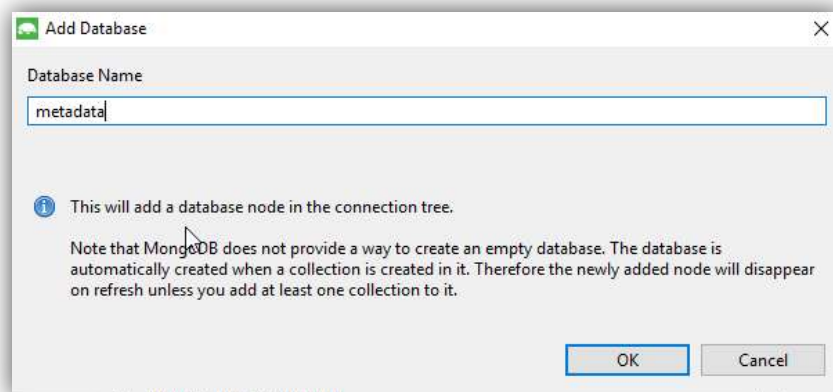 Add Database
Database Name
metadata
This will add a database node in the connection tree.
Note that MongoDB does not provide a way to create an empty database. The database is
automatically created when a collection is created in it. Therefore the newly added node will disappear
on refresh unless you add at least one collection to it.
OK Cancel